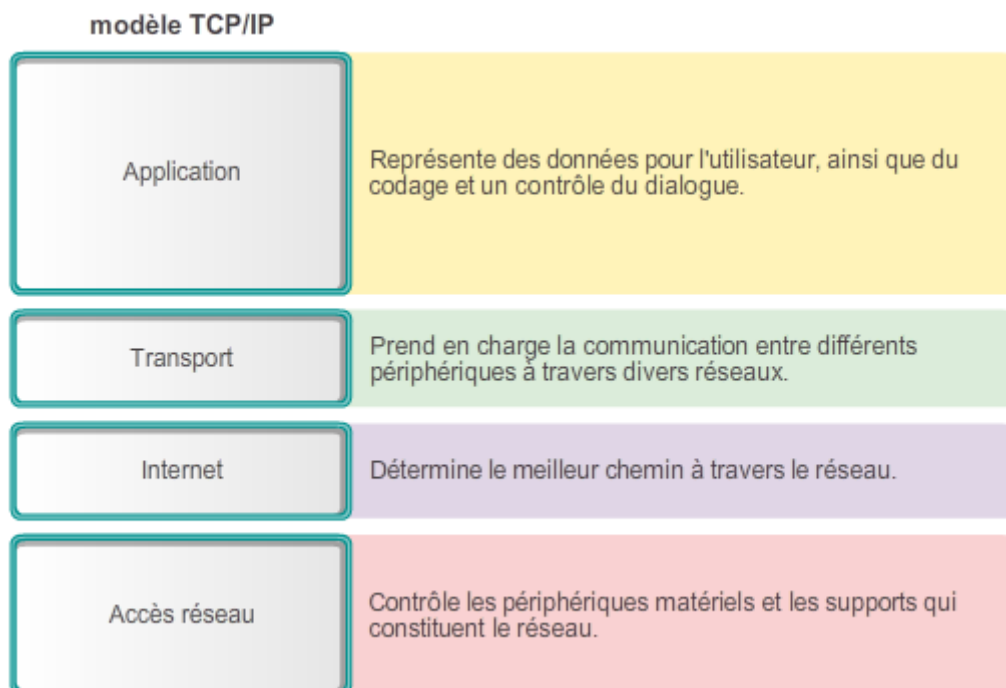 modèle TCP/IP
Application
Représente des données pour l'utilisateur, ainsi que du
codage et un contrôle du dialogue.
Transport
Prend en charge la communication entre différents
périphériques à travers divers réseaux.
Internet
Détermine le meilleur chemin à travers le réseau.
Accès réseau
Contrôle les périphériques matériels et les supports qui
constituent le réseau.